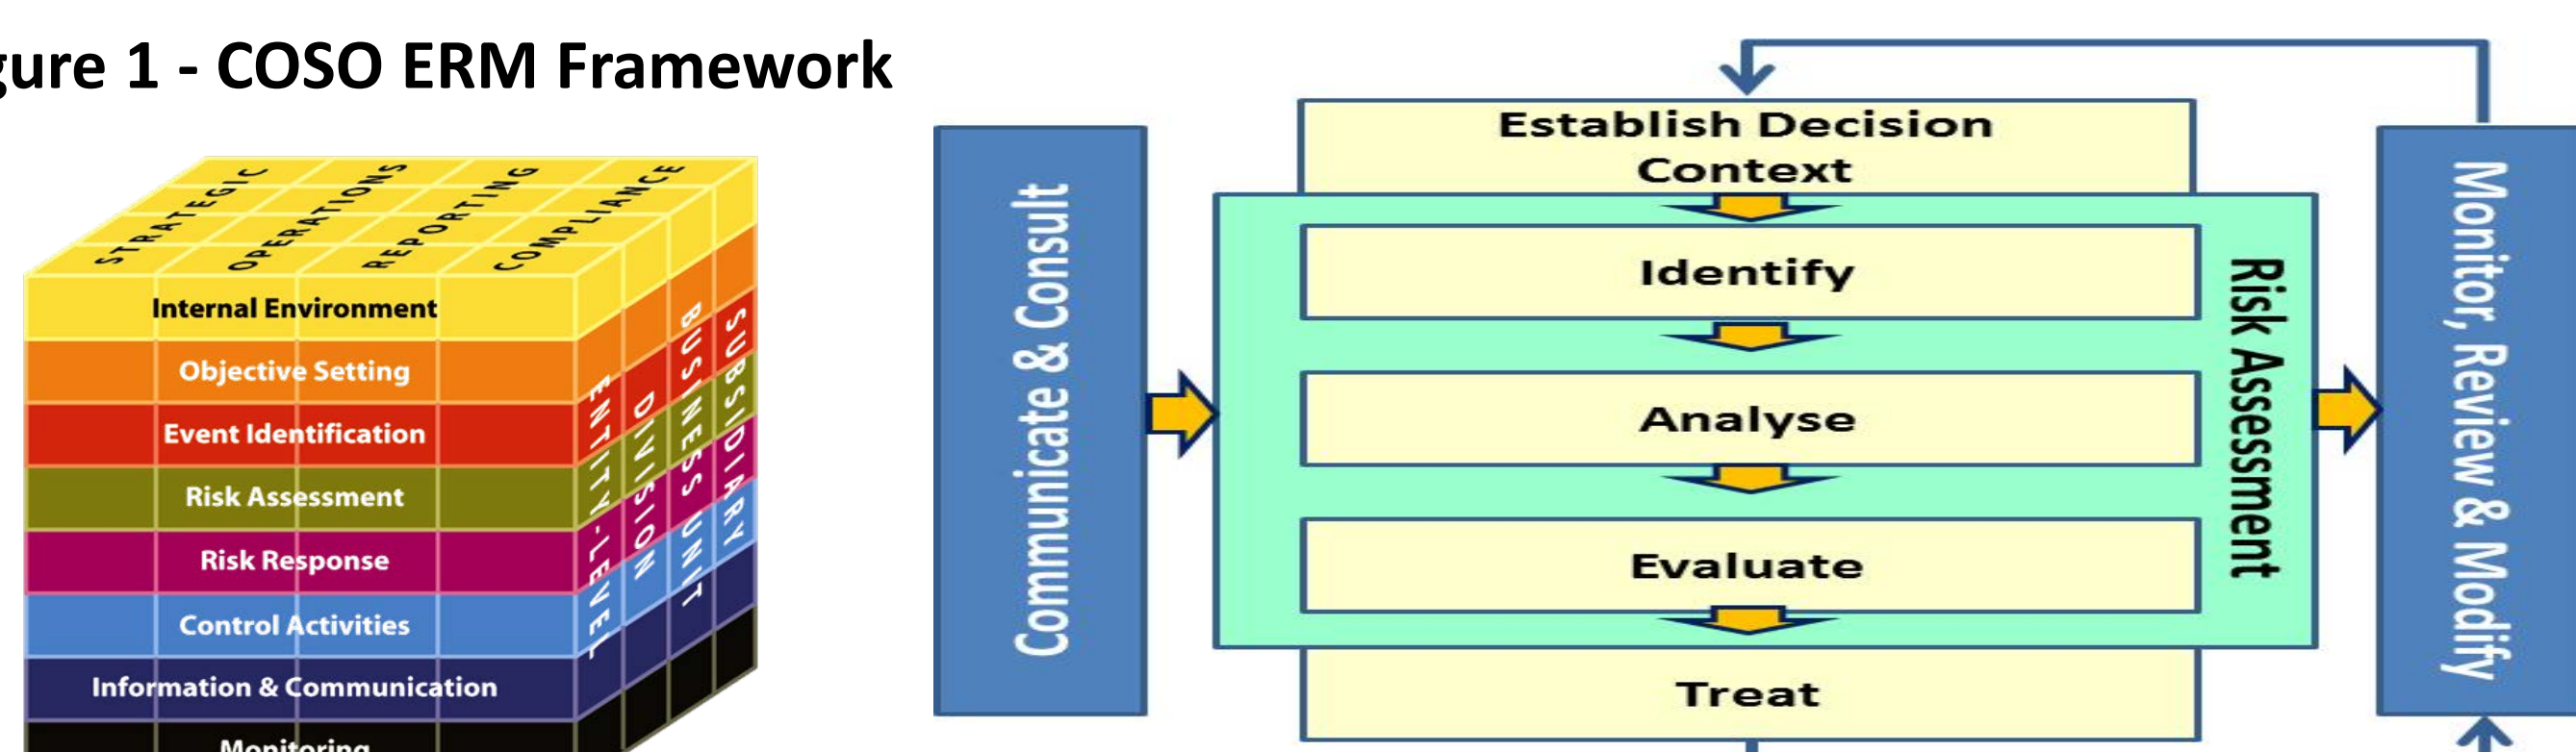 gure 1 - COSO ERM Framework
STRATEGIC
OPERATIONS
REPORTING
COMPLIANCE
Internal Environment
Objective Setting
Event Identification
Risk Assessment
Risk Response
Control Activities
Information & Communication
Monitoring
ENTITY-LEVEL
DIVISION
BUSINESS UNIT
SUBSIDIARY
Communicate & Consult
Establish Decision
Context
Identify
Analyse
Evaluate
Treat
Risk Assessment
Monitor, Review & Modify